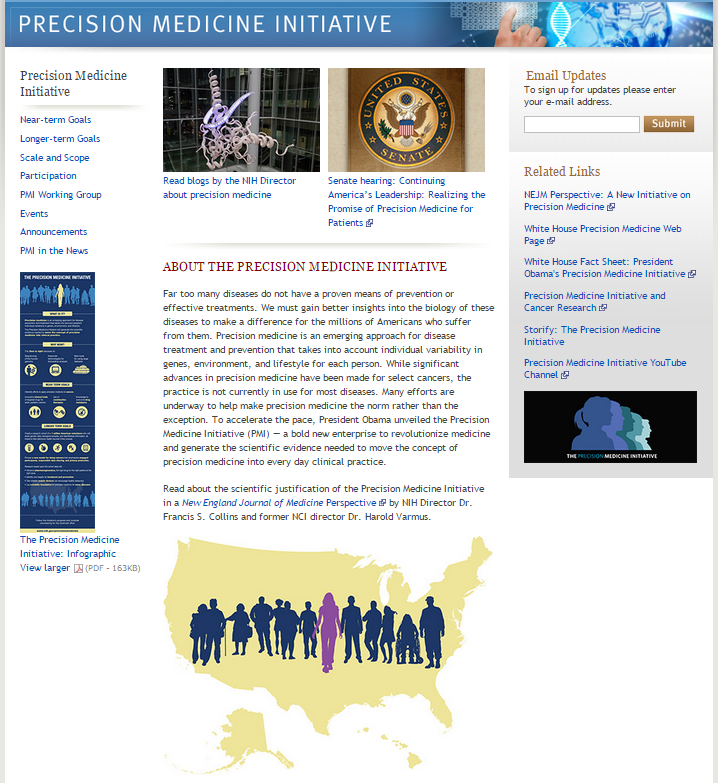 PRECISION MEDICINE INITIATIVE
Precision Medicine
Initiative
Near-term Goals
Longer-term Goals
Scale and Scope
Participation
PMI Working Group
Events
Announcements
PMI in the News
THE PRECISION MEDICINE INITIATIVE
WHAT IS IT?
WHY NOW?
NEAR TERM GOALS
LONGER TERM GOALS
The Precision Medicine
Initiative: Infographic
View larger (PDF - 163KB)
UNITED STATES
SENATE
Read blogs by the NIH Director
about precision medicine
Senate hearing: Continuing
America's Leadership: Realizing the
Promise of Precision Medicine for
Patients
ABOUT THE PRECISION MEDICINE INITIATIVE
Far too many diseases do not have a proven means of prevention or
effective treatments. We must gain better insights into the biology of these
diseases to make a difference for the millions of Americans who suffer
from them. Precision medicine is an emerging approach for disease
treatment and prevention that takes into account individual variability in
genes, environment, and lifestyle for each person. While significant
advances in precision medicine have been made for select cancers, the
practice is not currently in use for most diseases. Many efforts are
underway to help make precision medicine the norm rather than the
exception. To accelerate the pace, President Obama unveiled the Precision
Medicine Initiative (PMI) — a bold new enterprise to revolutionize medicine
and generate the scientific evidence needed to move the concept of
precision medicine into every day clinical practice.
Read about the scientific justification of the Precision Medicine Initiative
in a New England Journal of Medicine Perspective by NIH Director Dr.
Francis S. Collins and former NCI director Dr. Harold Varmus.
Email Updates
To sign up for updates please enter
your e-mail address.
Submit
Related Links
NEJM Perspective: A New Initiative on
Precision Medicine
White House Precision Medicine Web
Page
White House Fact Sheet: President
Obama's Precision Medicine Initiative
Precision Medicine Initiative and
Cancer Research
Storify: The Precision Medicine
Initiative
Precision Medicine Initiative YouTube
Channel
THE PRECISION MEDICINE INITIATIVE